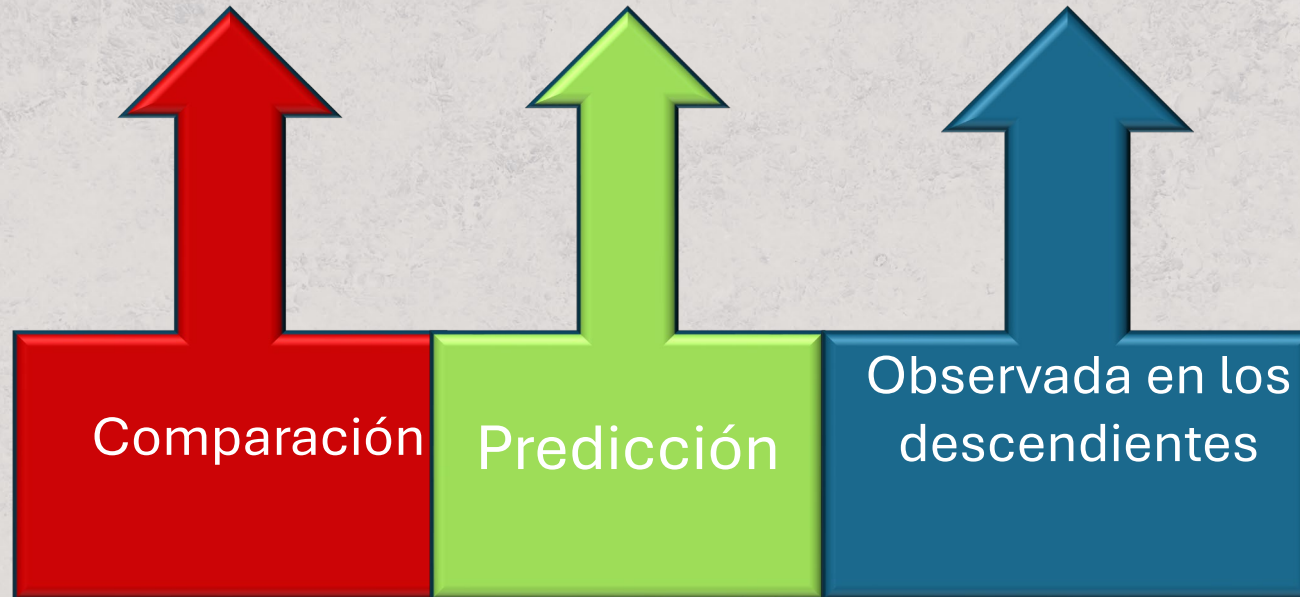 Comparación
Predicción
Observada en los
descendientes